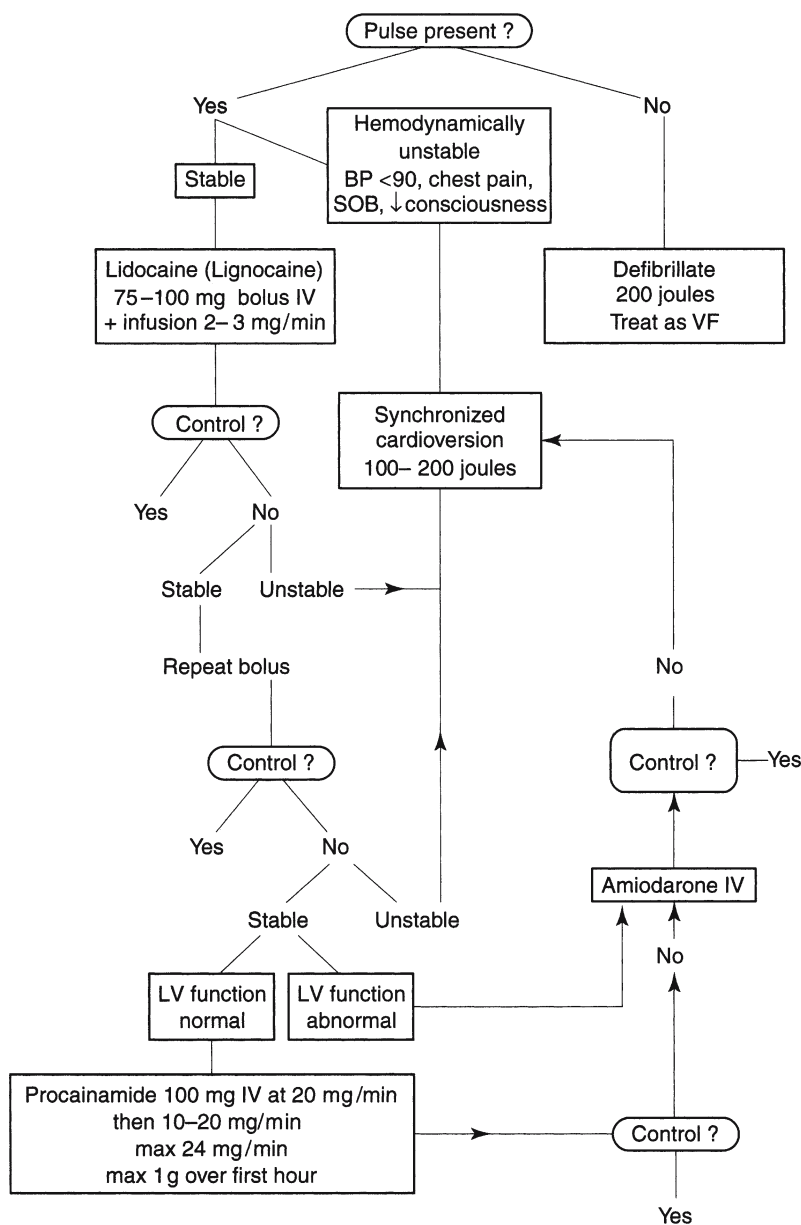 Pulse present ?
Yes
No
Hemodynamically
unstable
BP <90, chest pain,
SOB, ↓consciousness
Stable
Lidocaine (Lignocaine)
75–100 mg bolus IV
+ infusion 2– 3 mg/min
Defibrillate
200 joules
Treat as VF
Control ?
Synchronized
cardioversion
100– 200 joules
Yes
No
Stable
Unstable
Repeat bolus
No
Control ?
Control ?
Yes
Yes
No
Amiodarone IV
Stable
Unstable
No
LV function
normal
LV function
abnormal
Procainamide 100 mg IV at 20 mg/min
then 10–20 mg/min
max 24 mg/min
max 1g over first hour
Control ?
Yes